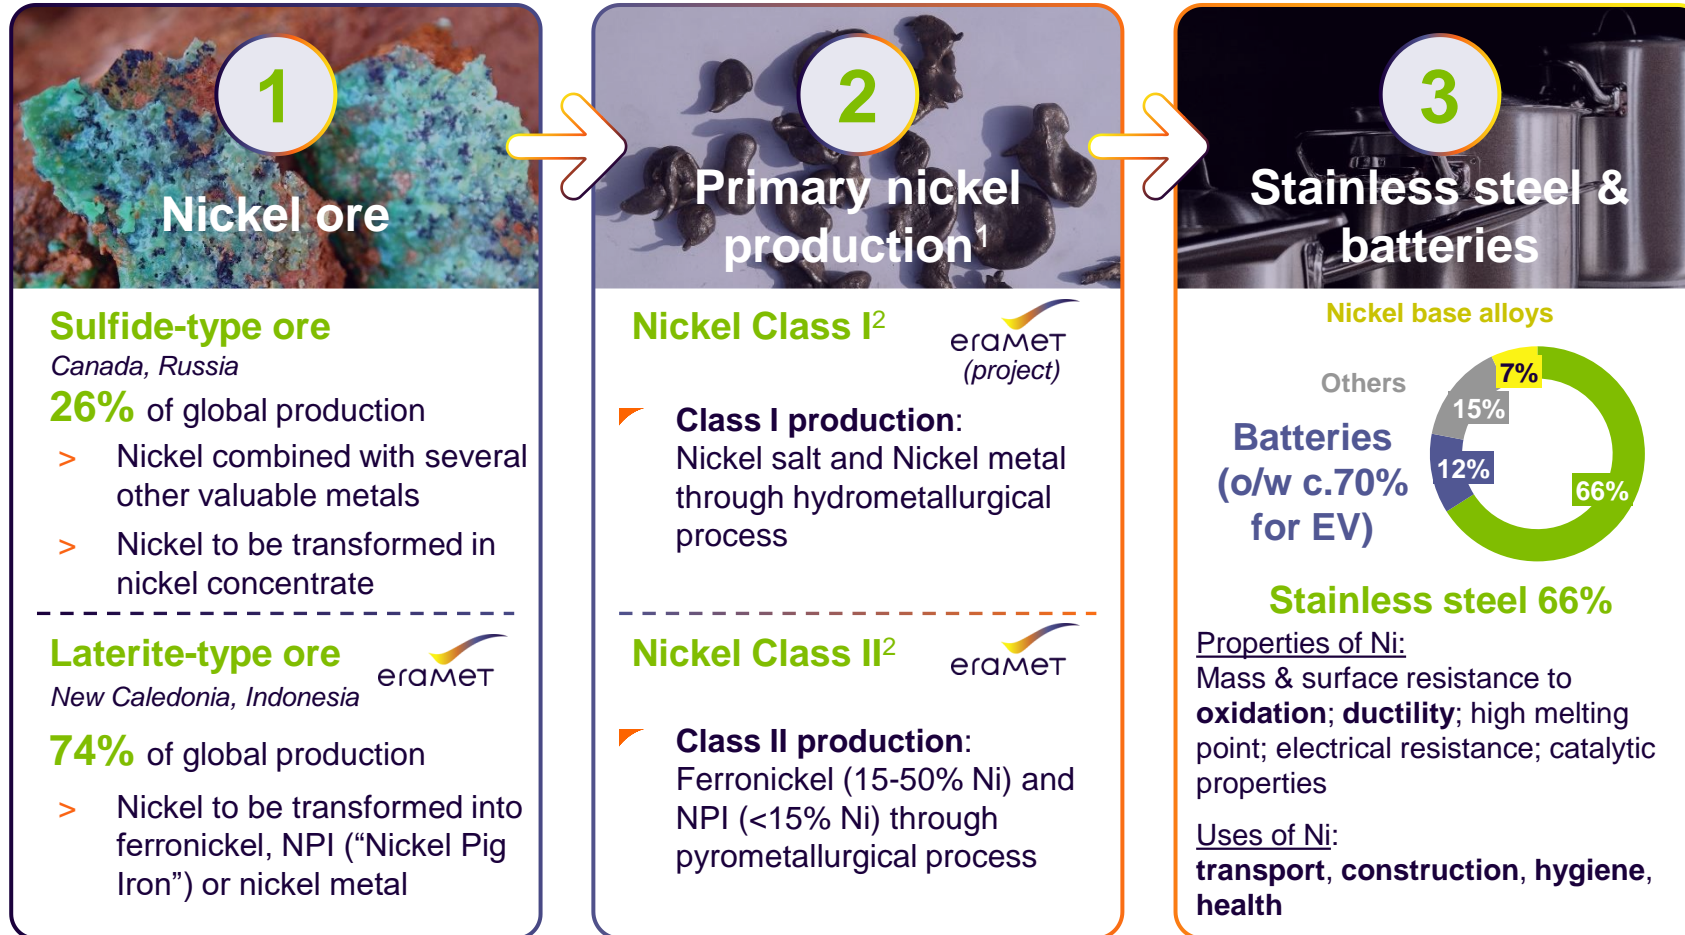 1
Nickel ore
Sulfide-type ore
Canada, Russia
26% of global production
> Nickel combined with several
other valuable metals
> Nickel to be transformed in
nickel concentrate
Laterite-type ore
eramet
New Caledonia, Indonesia
74% of global production
> Nickel to be transformed into
ferronickel, NPI (“Nickel Pig
Iron”) or nickel metal
2
Primary nickel
production1
Nickel Class I2
eramet
(project)
Class I production:
Nickel salt and Nickel metal
through hydrometallurgical
process
Nickel Class II2
eramet
Class II production:
Ferronickel (15-50% Ni) and
NPI (<15% Ni) through
pyrometallurgical process
3
Stainless steel &
batteries
Nickel base alloys
7%
Others
15%
Batteries
(o/w c.70%
for EV)
12%
66%
Stainless steel 66%
Properties of Ni:
Mass & surface resistance to
oxidation; ductility; high melting
point; electrical resistance; catalytic
properties
Uses of Ni:
transport, construction, hygiene,
health